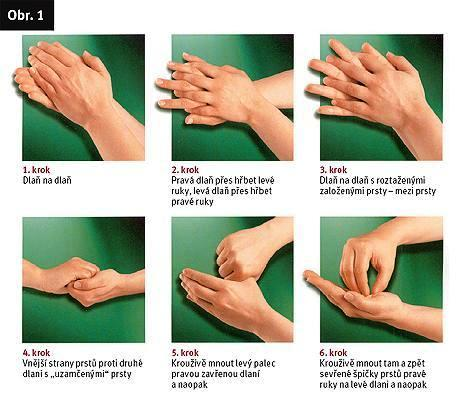 Obr. 1
1. krok
Dlaň na dlaň
2. krok
Pravá dlaň přes hřbet levé
ruky, levá dlaň přes hřbet
pravé ruky
3. krok
Dlaň na dlaň s roztaženými
založenými prsty – mezi prsty
4. krok
Vnější strany prstů proti druhé
dlani s „uzamčenými“ prsty
5. krok
Krouživě mnout levý palec
pravou zavřenou dlaní
a naopak
6. krok
Krouživě mnout tam a zpět
sevřené špičky prstů pravé
ruky na levé dlani a naopak